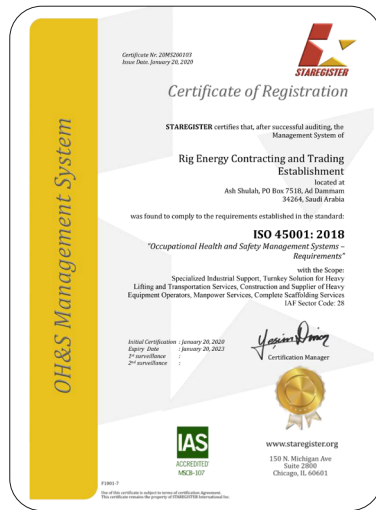 Certificate Nr. 20MS200103
Issue Date. January 20, 2020
STAREGISTER
Certificate of Registration
OH&S Management System
STAREGISTER certifies that, after successful auditing, the
Management System of
Rig Energy Contracting and Trading
Establishment
located at
Ash Shulah, PO Box 7518, Ad Dammam
34264, Saudi Arabia
was found to comply to the requirements established in the standard:
ISO 45001: 2018
"Occupational Health and Safety Management Systems –
Requirements"
with the Scope:
Specialized Industrial Support, Turnkey Solution for Heavy
Lifting and Transportation Services, Construction and Supplier of Heavy
Equipment Operators, Manpower Services, Complete Scaffolding Services
IAF Sector Code: 28
Initial Certification : January 20, 2020
Expiry Date : January 20, 2023
1st surveillance :
2nd surveillance :
Certification Manager
IAS
ACCREDITED
MSCB-107
www.staregister.org
150 N. Michigan Ave
Suite 2800
Chicago, IL 60601
F1001-7
Use of this certificate is subject to terms of certification Agreement
This certificate remains the property of STAREGISTER International Inc.